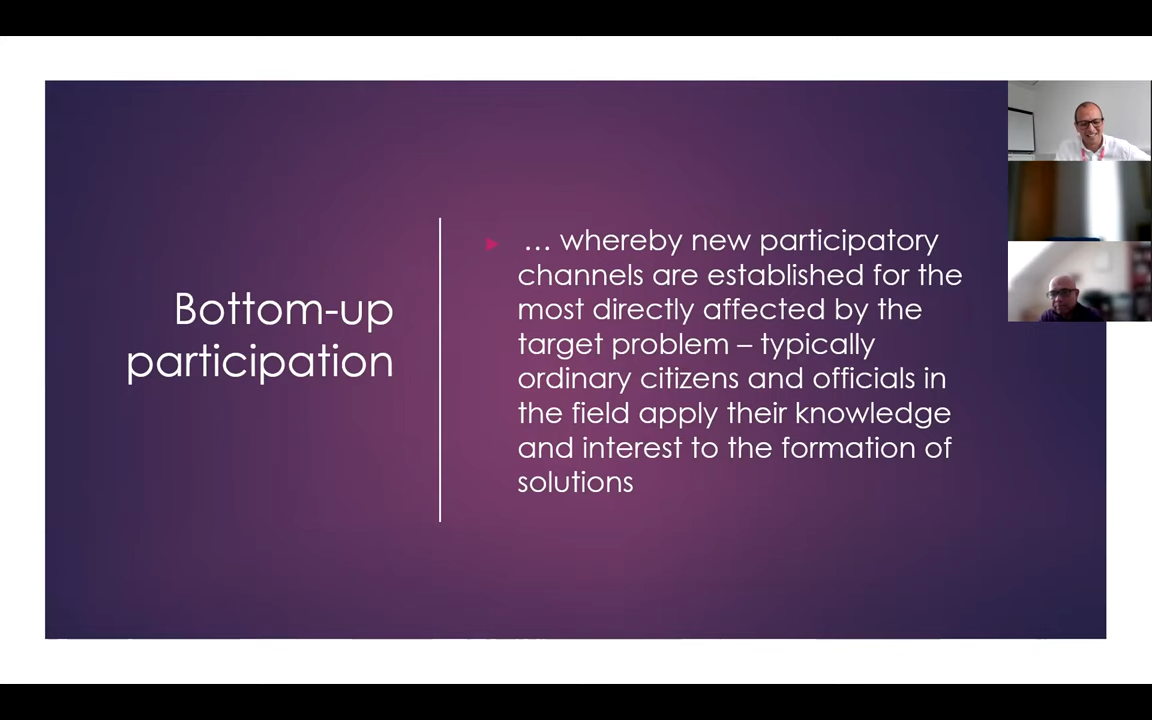 Bottom-up
participation
… whereby new participatory
channels are established for the
most directly affected by the
target problem – typically
ordinary citizens and officials in
the field apply their knowledge
and interest to the formation of
solutions